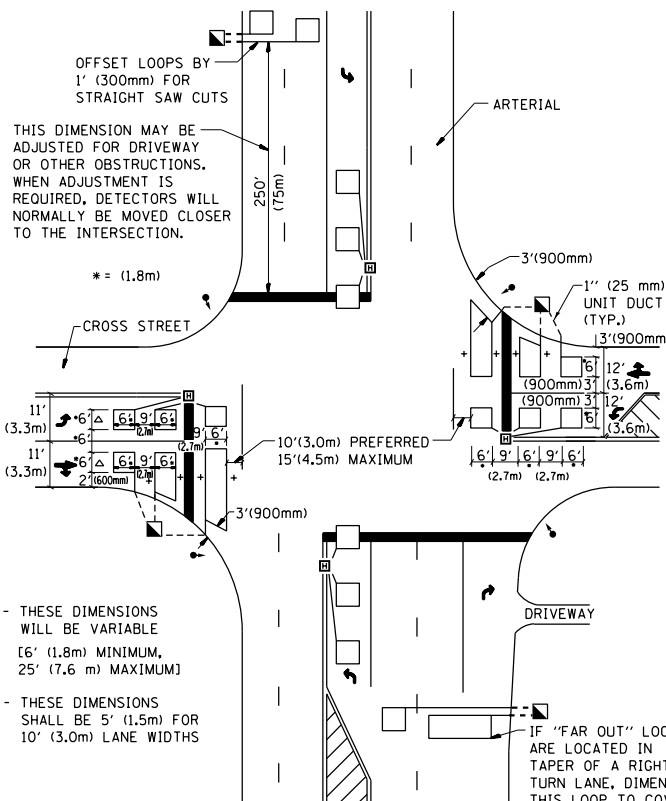 OFFSET LOOPS BY
1' (300mm) FOR
STRAIGHT SAW CUTS
ARTERIAL
THIS DIMENSION MAY BE
ADJUSTED FOR DRIVEWAY
OR OTHER OBSTRUCTIONS.
WHEN ADJUSTMENT IS
REQUIRED, DETECTORS WILL
NORMALLY BE MOVED CLOSER
TO THE INTERSECTION.
250'
(75m)
* = (1.8m)
3'(900mm)
H
1'' (25 mm)
UNIT DUCT
(TYP.)
CROSS STREET
3'(900mm
6'
12'
(3.6m)
(900mm) 3'
(900mm) 3'
6'
12'
(3.6m)
H
11'
(3.3m)
*6'
6' 9' 6'
(2.7m)
*6'
(2.7m)
9' 6'
11'
(3.3m)
*6'
6' 9' 6'
(2.7m)
(2.7m)
2' (600mm)
10'(3.0m) PREFERRED
15'(4.5m) MAXIMUM
H
6' 9' 6' 9' 6'
(2.7m) (2.7m)
3'(900mm)
H
- THESE DIMENSIONS
WILL BE VARIABLE
[6' (1.8m) MINIMUM,
25' (7.6 m) MAXIMUM]
DRIVEWAY
- THESE DIMENSIONS
SHALL BE 5' (1.5m) FOR
10' (3.0m) LANE WIDTHS
IF "FAR OUT" LOO
ARE LOCATED IN
TAPER OF A RIGHT
TURN LANE, DIMEN
THIS LOOP TO COV